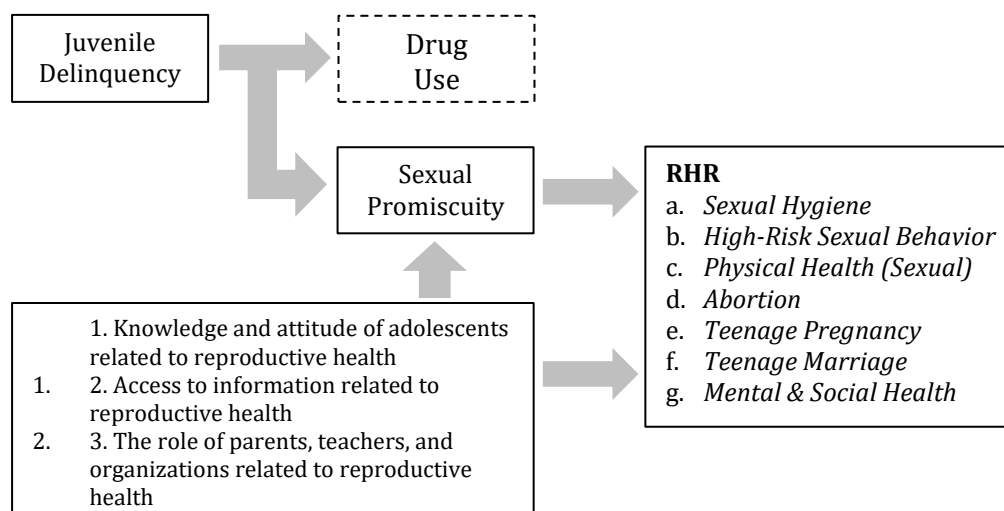 Juvenile
Delinquency
Drug
Use
Sexual
Promiscuity
RHR
a. Sexual Hygiene
b. High-Risk Sexual Behavior
c. Physical Health (Sexual)
d. Abortion
e. Teenage Pregnancy
f. Teenage Marriage
g. Mental & Social Health
1. Knowledge and attitude of adolescents
related to reproductive health
1. 2. Access to information related to
reproductive health
2. 3. The role of parents, teachers, and
organizations related to reproductive
health